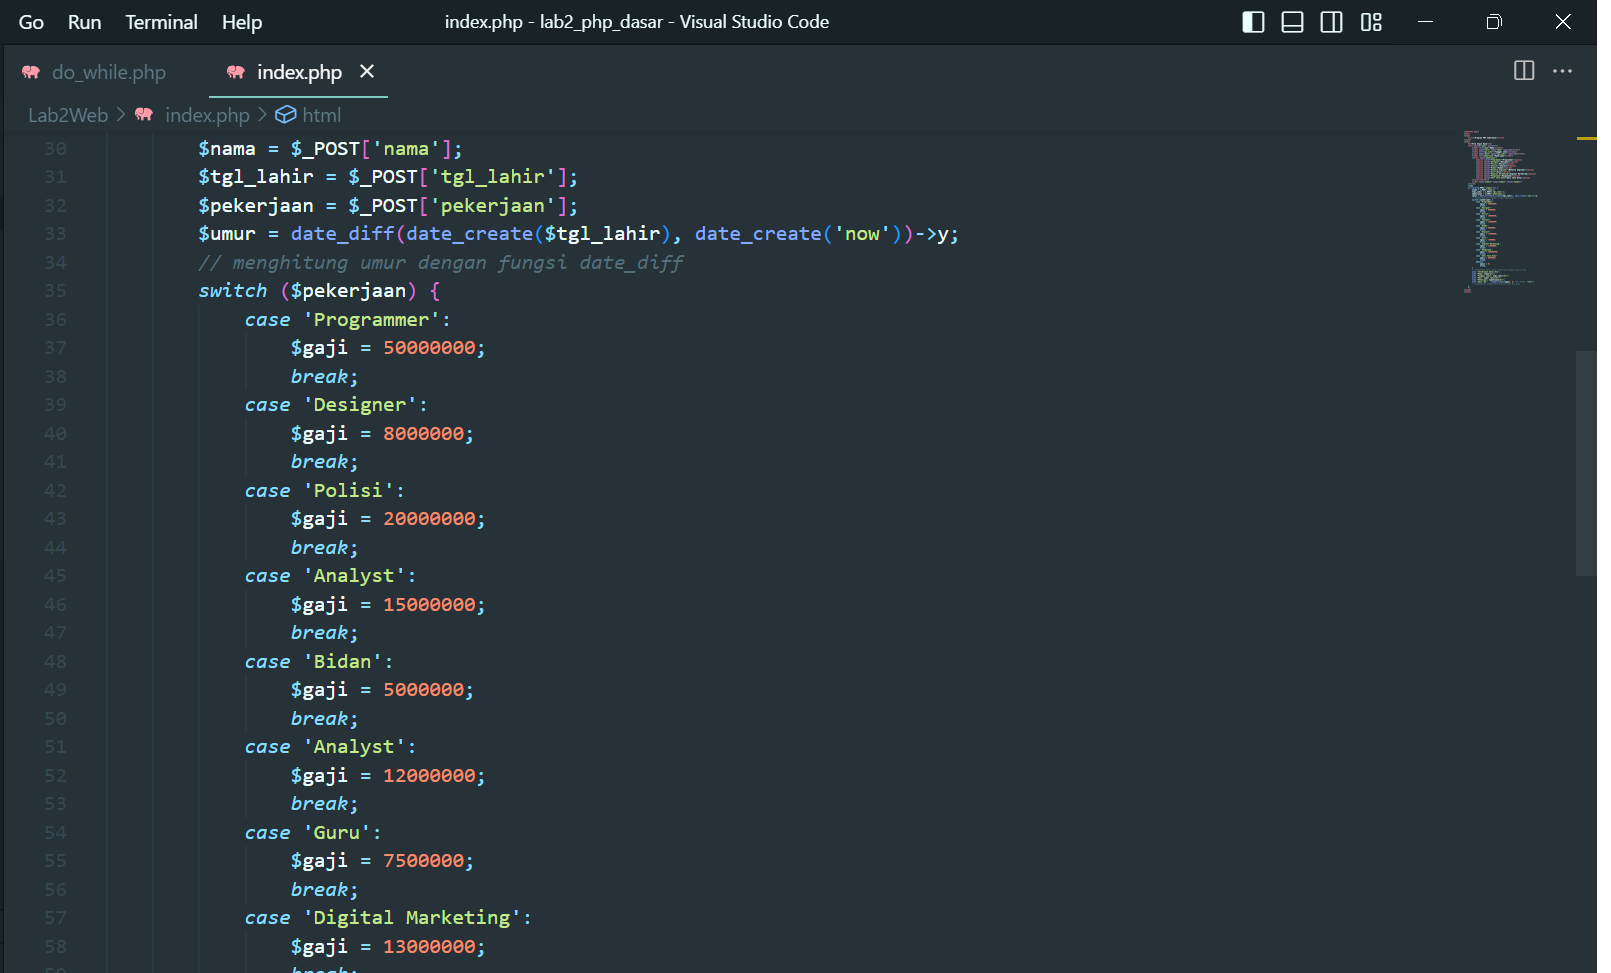 Go Run Terminal Help index.php - lab2_php_dasar - Visual Studio Code
do_while.php index.php
Lab2Web > index.php > html
30 $nama = $_POST['nama'];
31 $tgl_lahir = $_POST['tgl_lahir'];
32 $pekerjaan = $_POST['pekerjaan'];
33 $umur = date_diff(date_create($tgl_lahir), date_create('now'))->y;
34 // menghitung umur dengan fungsi date_diff
35 switch ($pekerjaan) {
36 case 'Programmer':
37 $gaji = 50000000;
38 break;
39 case 'Designer':
40 $gaji = 8000000;
41 break;
42 case 'Polisi':
43 $gaji = 20000000;
44 break;
45 case 'Analyst':
46 $gaji = 15000000;
47 break;
48 case 'Bidan':
49 $gaji = 5000000;
50 break;
51 case 'Analyst':
52 $gaji = 12000000;
53 break;
54 case 'Guru':
55 $gaji = 7500000;
56 break;
57 case 'Digital Marketing':
58 $gaji = 13000000;